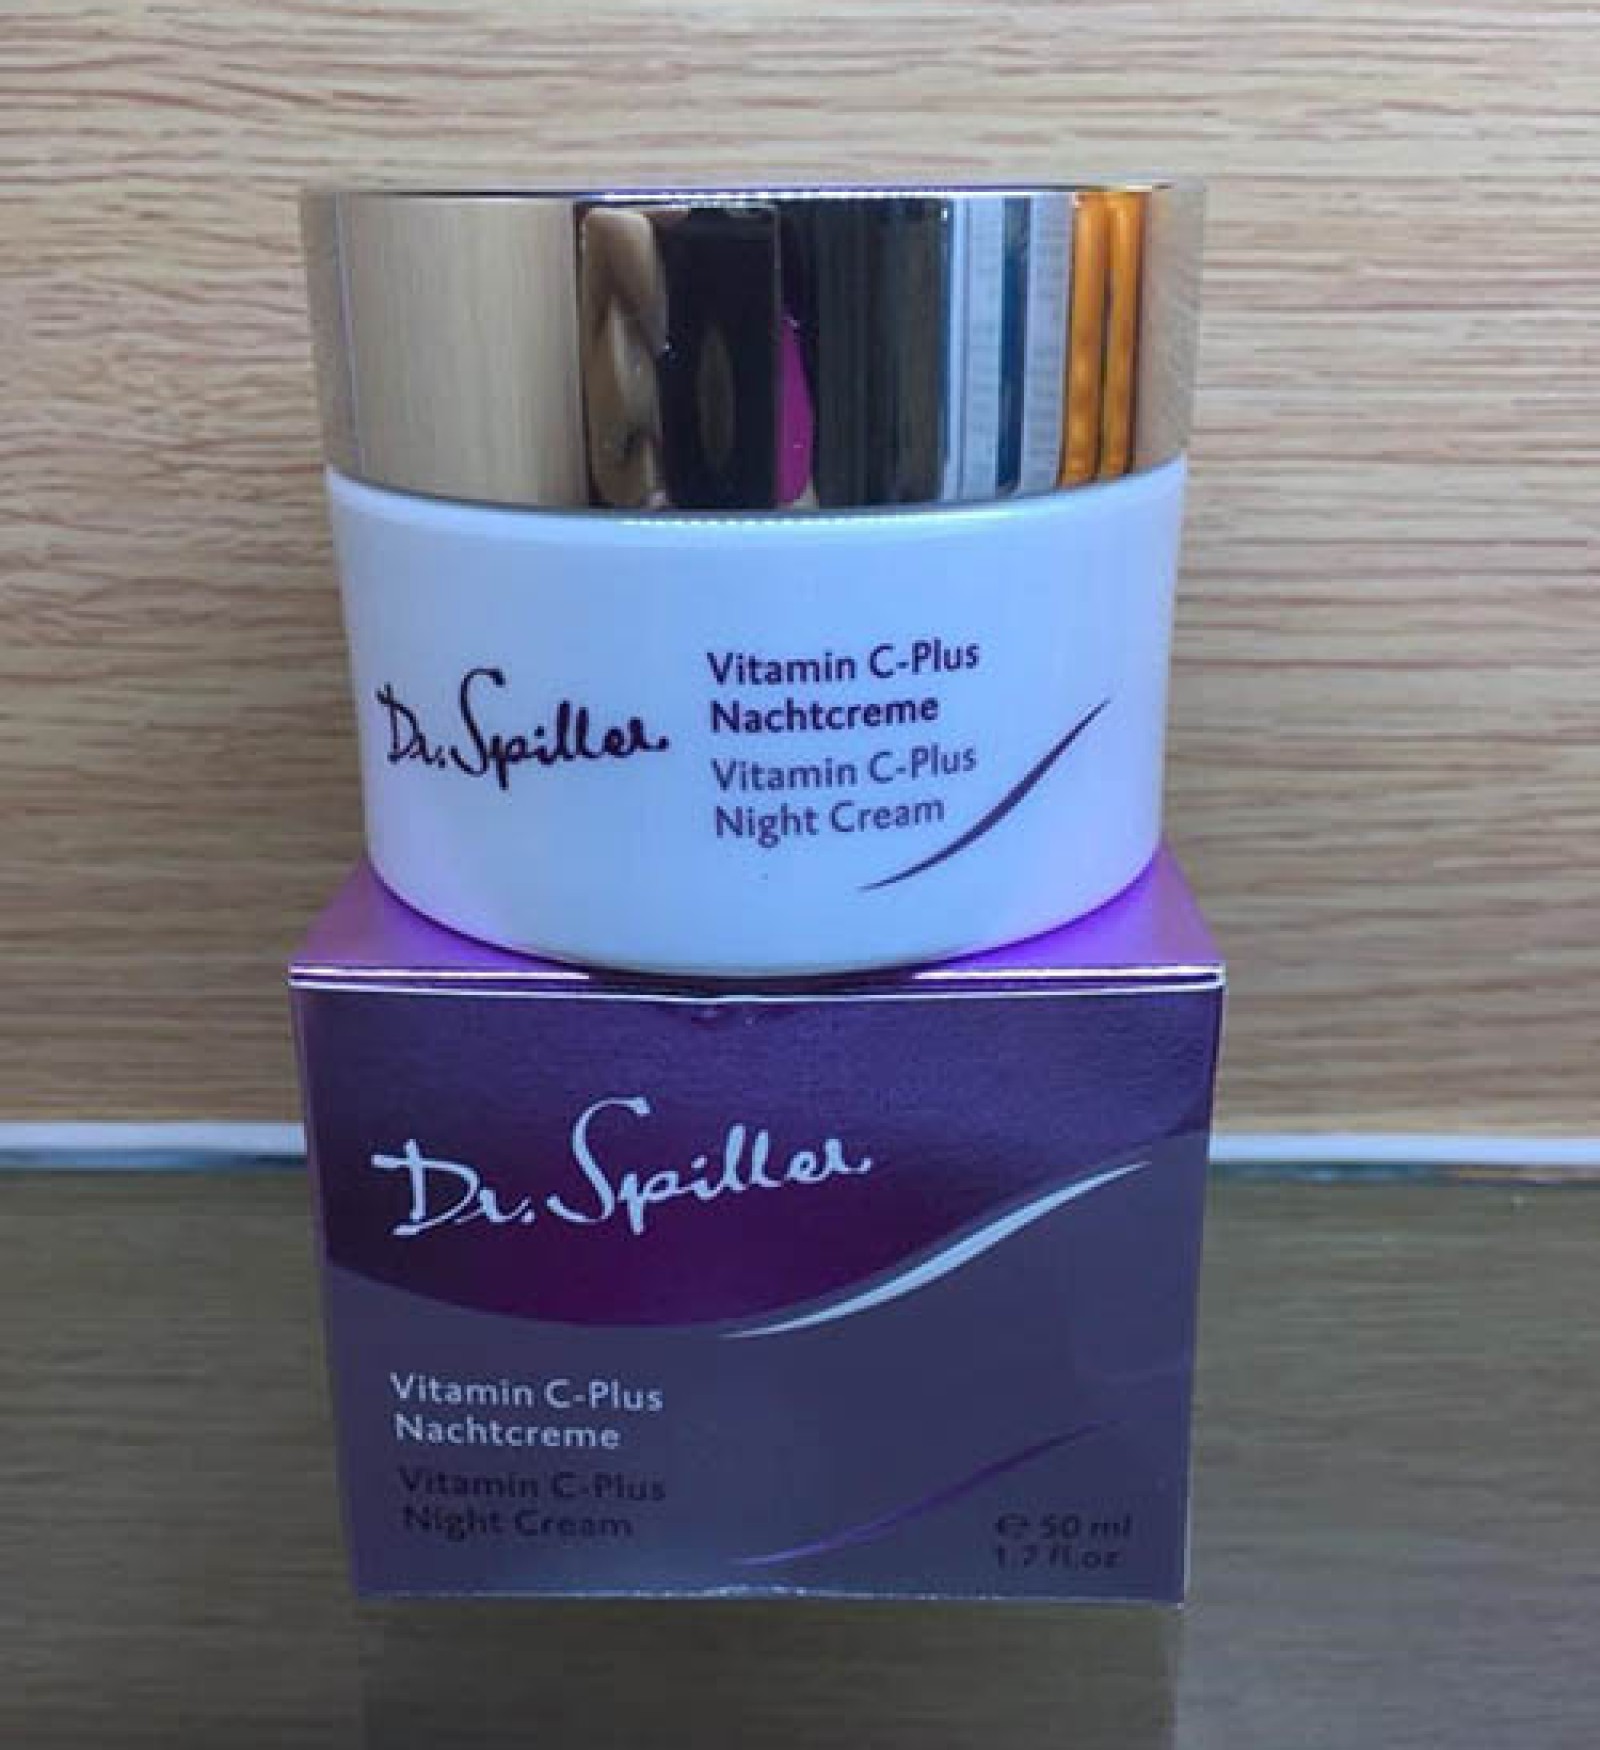 Dr. Spiller
Vitamin C-Plus
Nachtcreme
Vitamin C-Plus
Night Cream
Dr. Spiller
Vitamin C-Plus
Nachtcreme
Vitamin C-Plus
Night Cream
℮ 50 ml
1.7 fl.oz